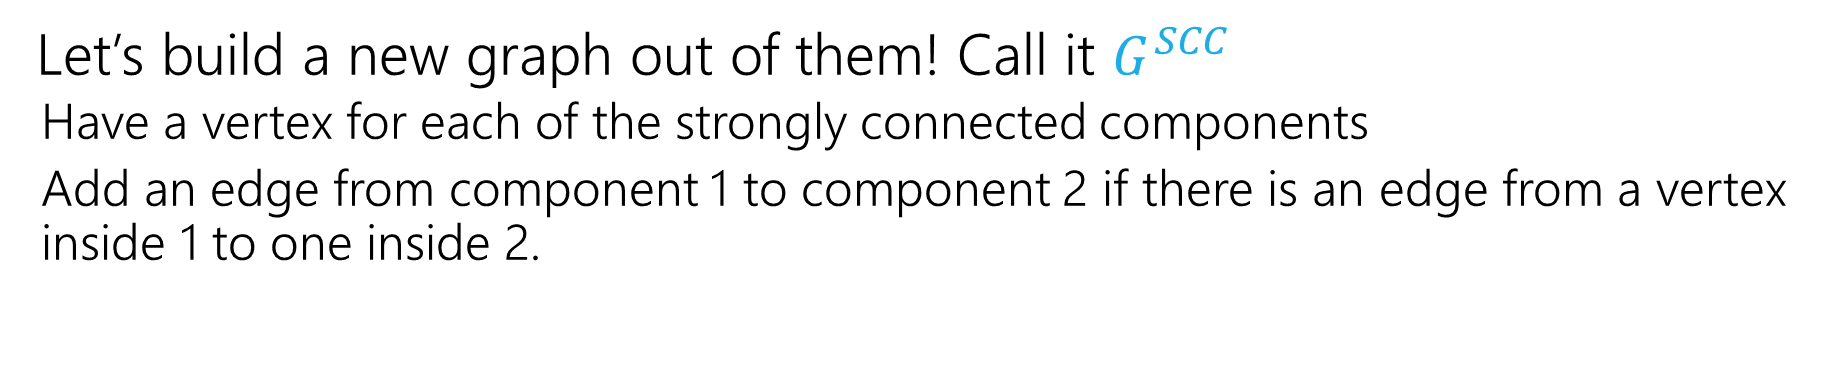 Let's build a new graph out of them! Call it G^SCC
Have a vertex for each of the strongly connected components
Add an edge from component 1 to component 2 if there is an edge from a vertex
inside 1 to one inside 2.